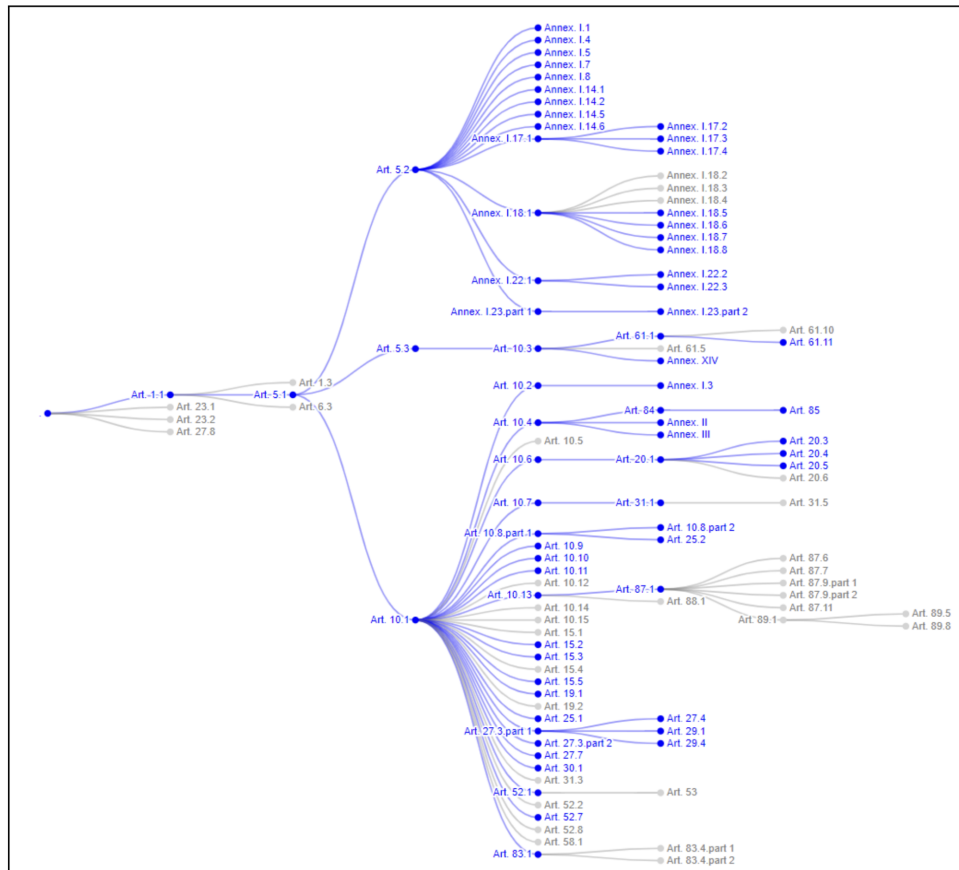 Annex. I.1
Annex. I.4
Annex. I.5
Annex. I.7
Annex. I.8
Annex. I.14.1
Annex. I.14.2
Annex. I.14.5
Annex. I.14.6
Annex. I.17.1
Annex. I.17.2
Annex. I.17.3
Annex. I.17.4
Art. 5.2
Annex. I.18.1
Annex. I.18.2
Annex. I.18.3
Annex. I.18.4
Annex. I.18.5
Annex. I.18.6
Annex. I.18.7
Annex. I.18.8
Annex. I.22.1
Annex. I.22.2
Annex. I.22.3
Annex. I.23.part 1
Annex. I.23.part 2
Art. 5.3
Art. 10.3
Art. 61.1
Art. 61.10
Art. 61.11
Art. 61.5
Annex. XIV
Art. 1.1
Art. 23.1
Art. 23.2
Art. 27.8
Art. 1.3
Art. 5.1
Art. 6.3
Art. 10.2
Annex. I.3
Art. 10.4
Art. 84
Art. 85
Annex. II
Annex. III
Art. 10.5
Art. 10.6
Art. 20.1
Art. 20.3
Art. 20.4
Art. 20.5
Art. 20.6
Art. 10.7
Art. 31.1
Art. 31.5
Art. 10.8.part 1
Art. 10.8.part 2
Art. 25.2
Art. 10.9
Art. 10.10
Art. 10.11
Art. 10.12
Art. 10.13
Art. 87.1
Art. 88.1
Art. 87.6
Art. 87.7
Art. 87.9.part 1
Art. 87.9.part 2
Art. 87.11
Art. 89.1
Art. 89.5
Art. 89.8
Art. 10.1
Art. 10.14
Art. 10.15
Art. 15.1
Art. 15.2
Art. 15.3
Art. 15.4
Art. 15.5
Art. 19.1
Art. 19.2
Art. 25.1
Art. 27.3.part 1
Art. 27.4
Art. 29.1
Art. 29.4
Art. 27.3.part 2
Art. 27.7
Art. 30.1
Art. 31.3
Art. 52.1
Art. 53
Art. 52.2
Art. 52.7
Art. 52.8
Art. 58.1
Art. 83.1
Art. 83.4.part 1
Art. 83.4.part 2